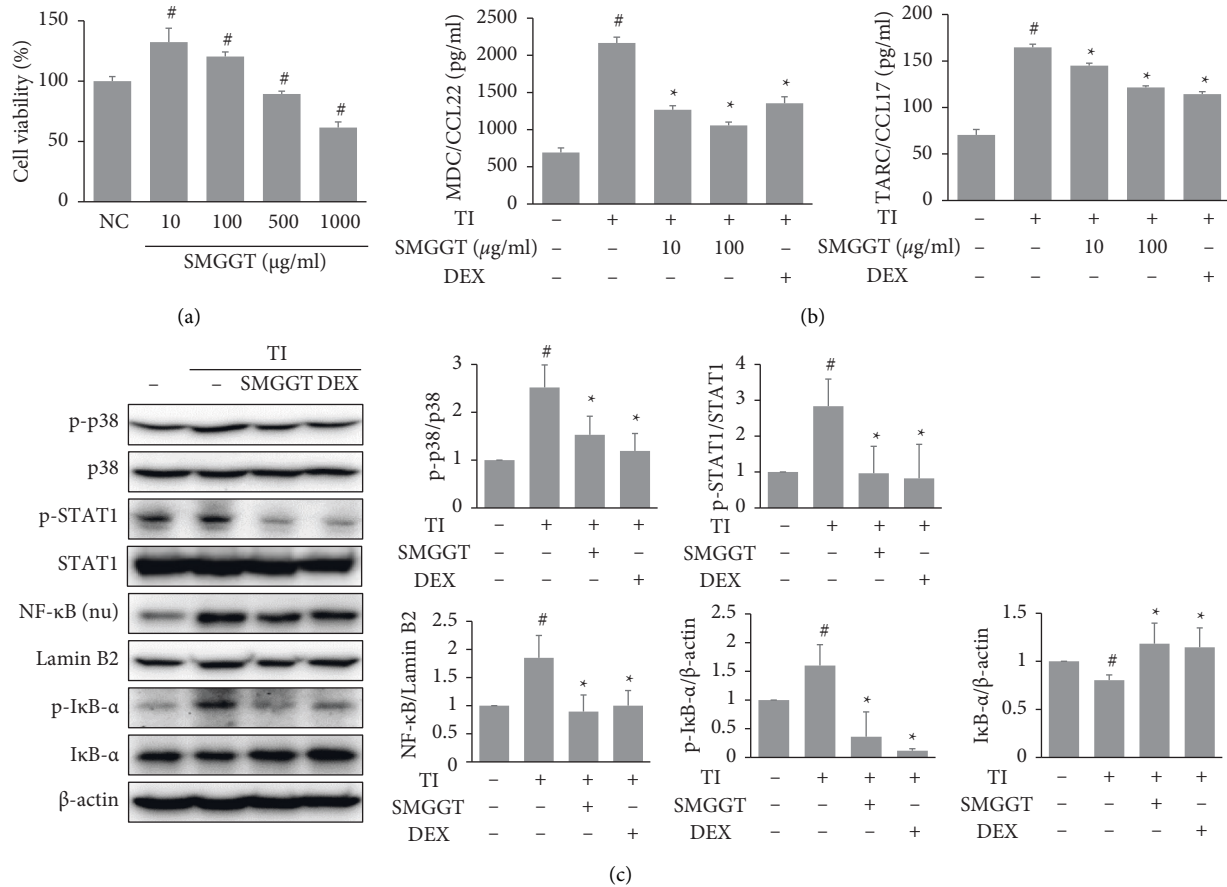 Cell viability (%)
150
100
50
0
# # # #
NC 10 100 500 1000
SMGGT (µg/ml)
(a)
MDC/CCL22 (pg/ml)
2500
2000
1500
1000
500
0
# * * *
TI – + + + +
SMGGT (µg/ml) – – 10 100 –
DEX – – – – +
TARC/CCL17 (pg/ml)
200
150
100
50
0
# * * *
TI – + + + +
SMGGT (µg/ml) – – 10 100 –
DEX – – – – +
(b)
TI
– – SMGGT DEX
p-p38
p38
p-STAT1
STAT1
NF-κB (nu)
Lamin B2
p-IκB-α
IκB-α
β-actin
p-p38/p38
3
2
1
0
# * *
TI – + + +
SMGGT – – + –
DEX – – – +
p-STAT1/STAT1
4
3
2
1
0
# * *
TI – + + +
SMGGT – – + –
DEX – – – +
NF-κB/Lamin B2
2.5
2
1.5
1
0.5
0
# * *
TI – + + +
SMGGT – – + –
DEX – – – +
p-IκB-α/β-actin
2.5
2
1.5
1
0.5
0
# * *
TI – + + +
SMGGT – – + –
DEX – – – +
IκB-α/β-actin
1.5
1
0.5
0
# * *
TI – + + +
SMGGT – – + –
DEX – – – +
(c)